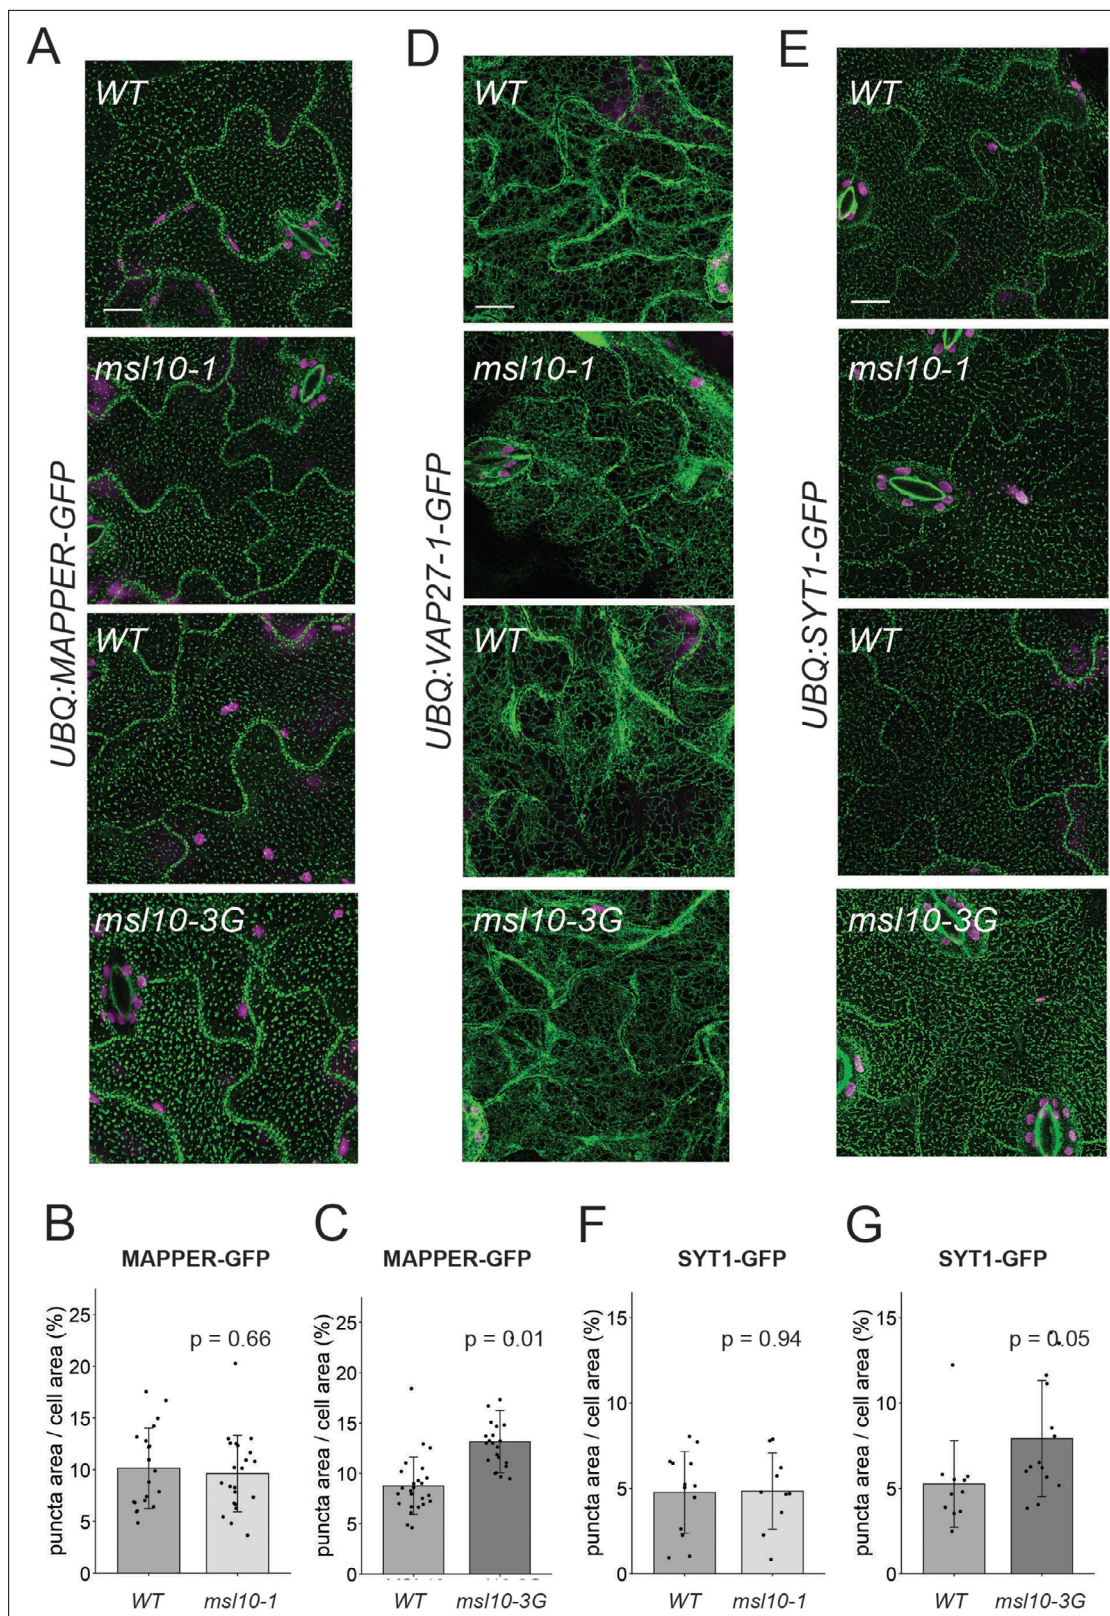 A
D
E
WT
WT
WT
msl10-1
msl10-1
msl10-1
UBQ:MAPPER-GFP
UBQ:VAP27-1-GFP
UBQ:SYT1-GFP
WT
WT
WT
msl10-3G
msl10-3G
msl10-3G
B
MAPPER-GFP
puncta area / cell area (%)
25
20
15
10
5
0
p = 0.66
WT
msl10-1
C
MAPPER-GFP
puncta area / cell area (%)
25
20
15
10
5
0
p = 0.01
WT
msl10-3G
F
SYT1-GFP
puncta area / cell area (%)
15
10
5
0
p = 0.94
WT
msl10-1
G
SYT1-GFP
puncta area / cell area (%)
15
10
5
0
p = 0.05
WT
msl10-3G